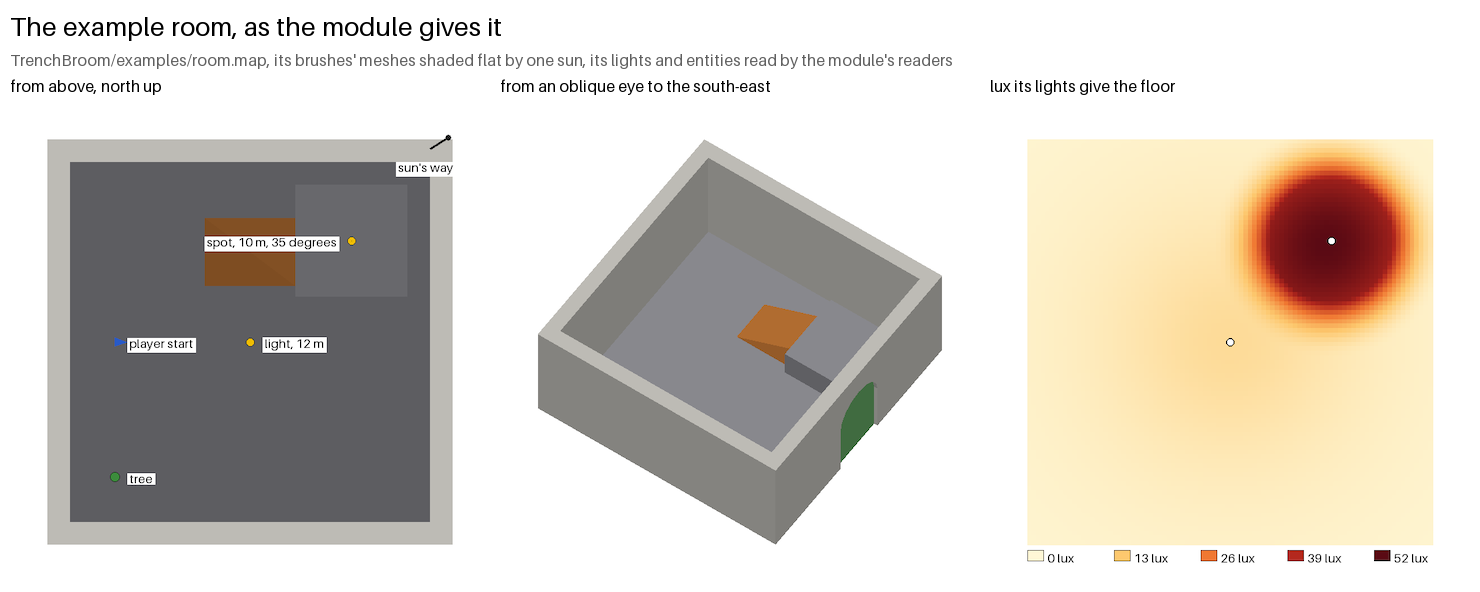 The example room, as the module gives it
TrenchBroom/examples/room.map, its brushes' meshes shaded flat by one sun, its lights and entities read by the module's readers
from above, north up
from an oblique eye to the south-east
lux its lights give the floor
sun's way
spot, 10 m, 35 degrees
player start
light, 12 m
tree
0 lux
13 lux
26 lux
39 lux
52 lux